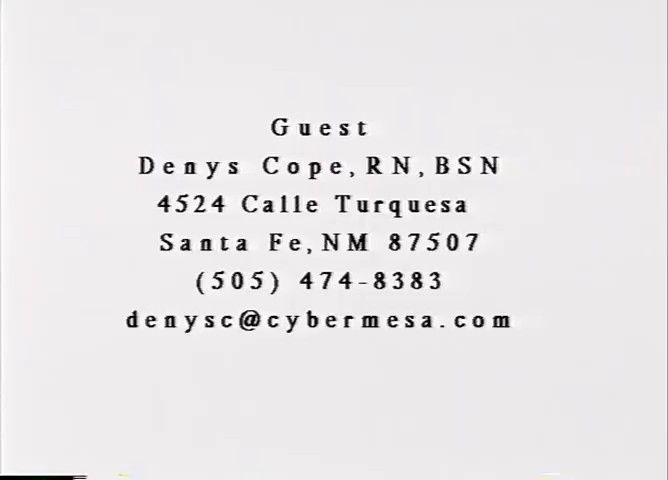 Guest
Denys Cope, RN, BSN
4524 Calle Turquesa
Santa Fe, NM 87507
(505) 474-8383
denysc@cybermesa.com